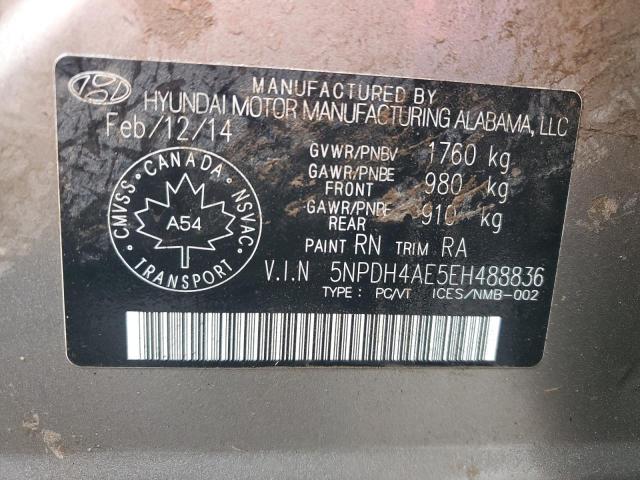 MANUFACTURED BY
HYUNDAI MOTOR MANUFACTURING ALABAMA, LLC
Feb/12/14
GVWR/PNBV 1760 kg
GAWR/PNBE FRONT 980 kg
GAWR/PNBE REAR 910 kg
PAINT RN TRIM RA
V.I.N 5NPDH4AE5EH488836
TYPE : PC/VT ICES/NMB-002
CANADA
CMVSS
NSVAC
A54
TRANSPORT